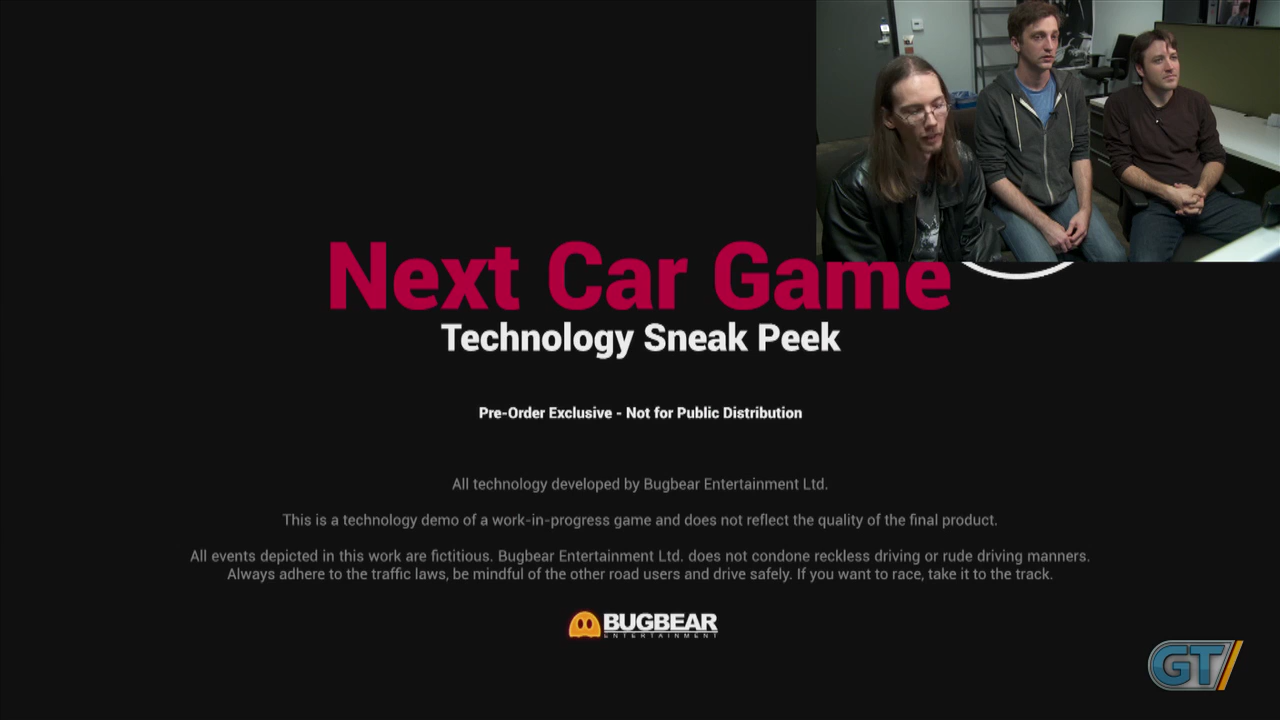 Next Car Game
Technology Sneak Peek
Pre-Order Exclusive - Not for Public Distribution
All technology developed by Bugbear Entertainment Ltd.
This is a technology demo of a work-in-progress game and does not reflect the quality of the final product.
All events depicted in this work are fictitious. Bugbear Entertainment Ltd. does not condone reckless driving or rude driving manners.
Always adhere to the traffic laws, be mindful of the other road users and drive safely. If you want to race, take it to the track.
BUGBEAR
ENTERTAINMENT
GT